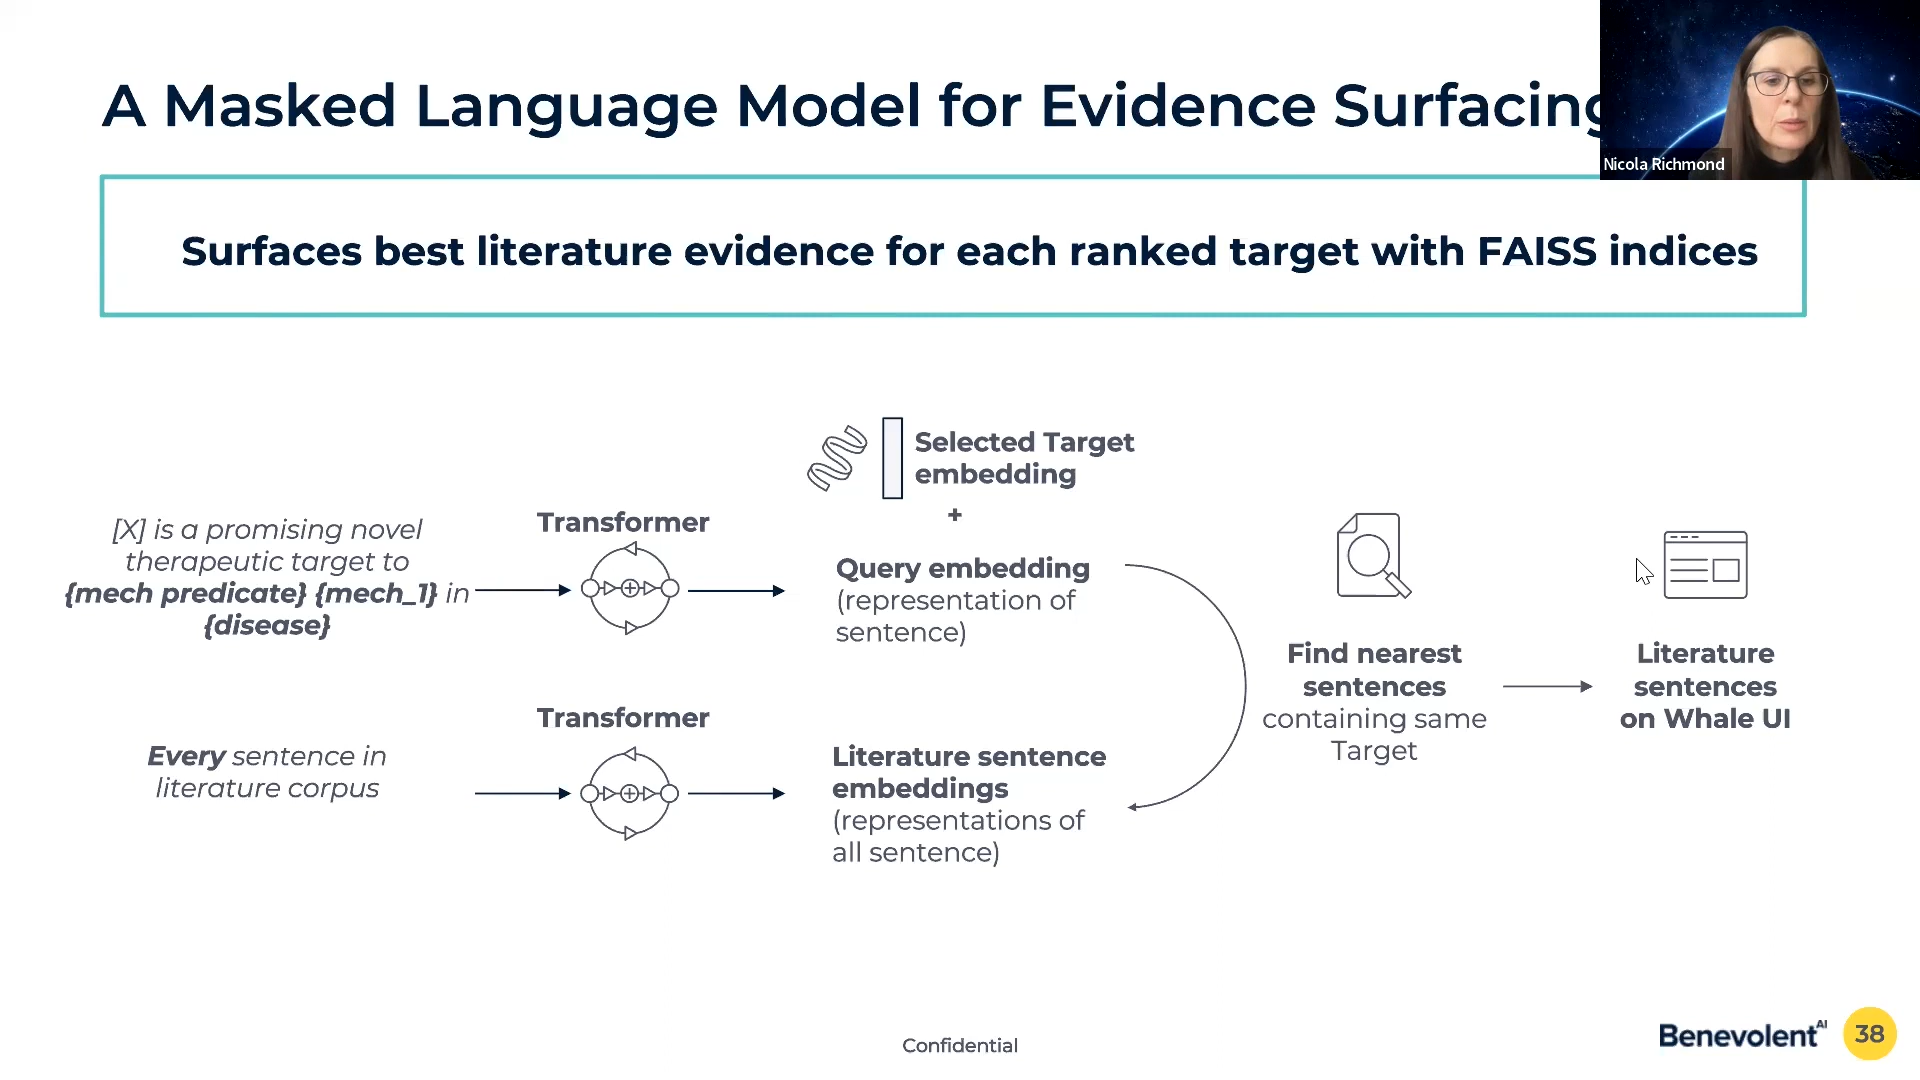 A Masked Language Model for Evidence Surfacing
Nicola Richmond
Surfaces best literature evidence for each ranked target with FAISS indices
Selected Target
embedding
+
[X] is a promising novel
therapeutic target to
{mech predicate} {mech_1} in
{disease}
Transformer
Query embedding
(representation of
sentence)
Every sentence in
literature corpus
Transformer
Literature sentence
embeddings
(representations of
all sentence)
Find nearest
sentences
containing same
Target
Literature
sentences
on Whale UI
Confidential
Benevolent AI
38